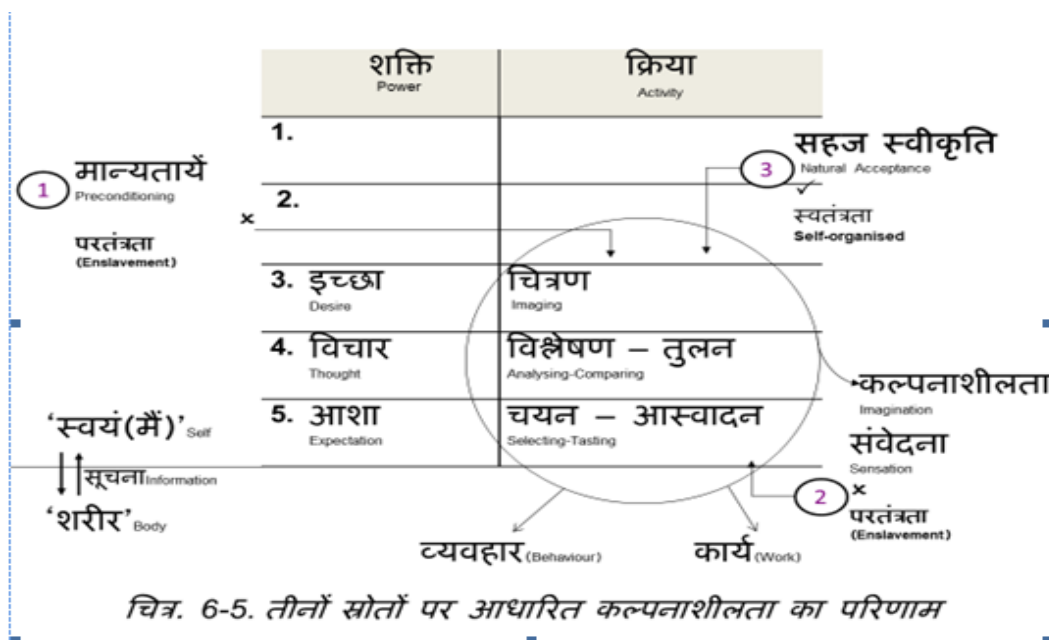 शक्ति क्रिया
Power Activity
1.
मान्यतायें
Preconditioning
1
परतंत्रता
(Enslavement)
2.
×
सहज स्वीकृति
3 Natural Acceptance
✓
स्वतंत्रता
Self-organised
3. इच्छा चित्रण
Desire Imaging
4. विचार विश्लेषण – तुलन
Thought Analysing-Comparing
5. आशा चयन – आस्वादन
Expectation Selecting-Tasting
कल्पनाशीलता
Imagination
संवेदना
Sensation
2 ×
परतंत्रता
(Enslavement)
‘स्वयं(मैं)’ Self
सूचना Information
‘शरीर’ Body
व्यवहार (Behaviour) कार्य (Work)
चित्र. 6-5. तीनों स्रोतों पर आधारित कल्पनाशीलता का परिणाम